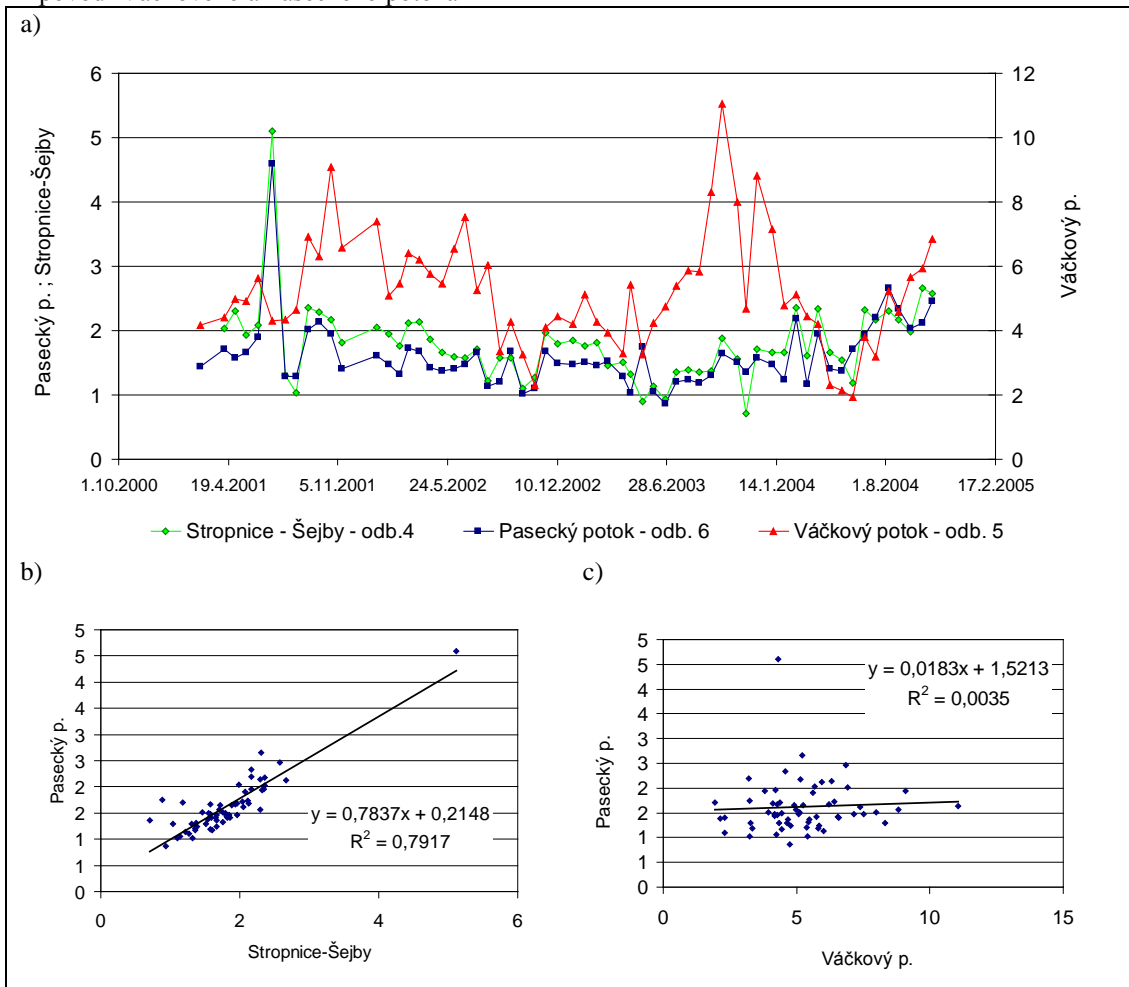 a)
6
5
4
3
2
1
0
12
10
8
6
4
2
0
Pasecký p. ; Stropnice-Šejby
Váčkový p.
1.10.2000 19.4.2001 5.11.2001 24.5.2002 10.12.2002 28.6.2003 14.1.2004 1.8.2004 17.2.2005
Stropnice - Šejby - odb.4 Pasecký potok - odb. 6 Váčkový potok - odb. 5
b)
5
5
4
4
3
3
2
2
1
1
0
Pasecký p.
y = 0,7837x + 0,2148
R2 = 0,7917
0 2 4 6
Stropnice-Šejby
c)
5
5
4
4
3
3
2
2
1
1
0
Pasecký p.
y = 0,0183x + 1,5213
R2 = 0,0035
0 5 10 15
Váčkový p.